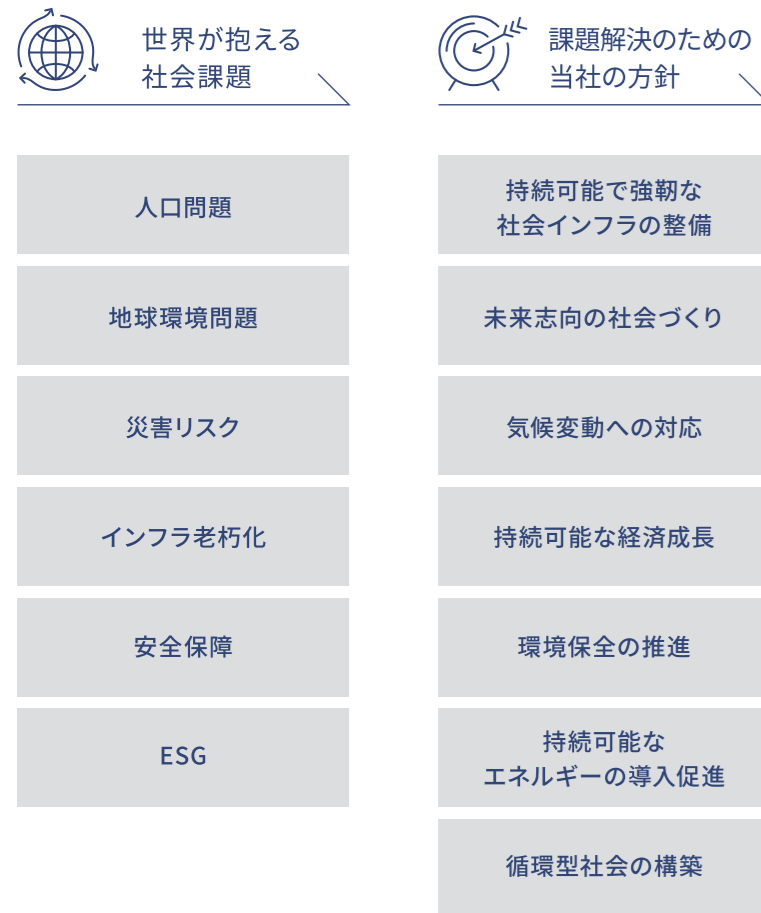 世界が抱える
社会課題
人口問題
地球環境問題
災害リスク
インフラ老朽化
安全保障
ESG
課題解決のための
当社の方針
持続可能で強靭な
社会インフラの整備
未来志向の社会づくり
気候変動への対応
持続可能な経済成長
環境保全の推進
持続可能な
エネルギーの導入促進
循環型社会の構築